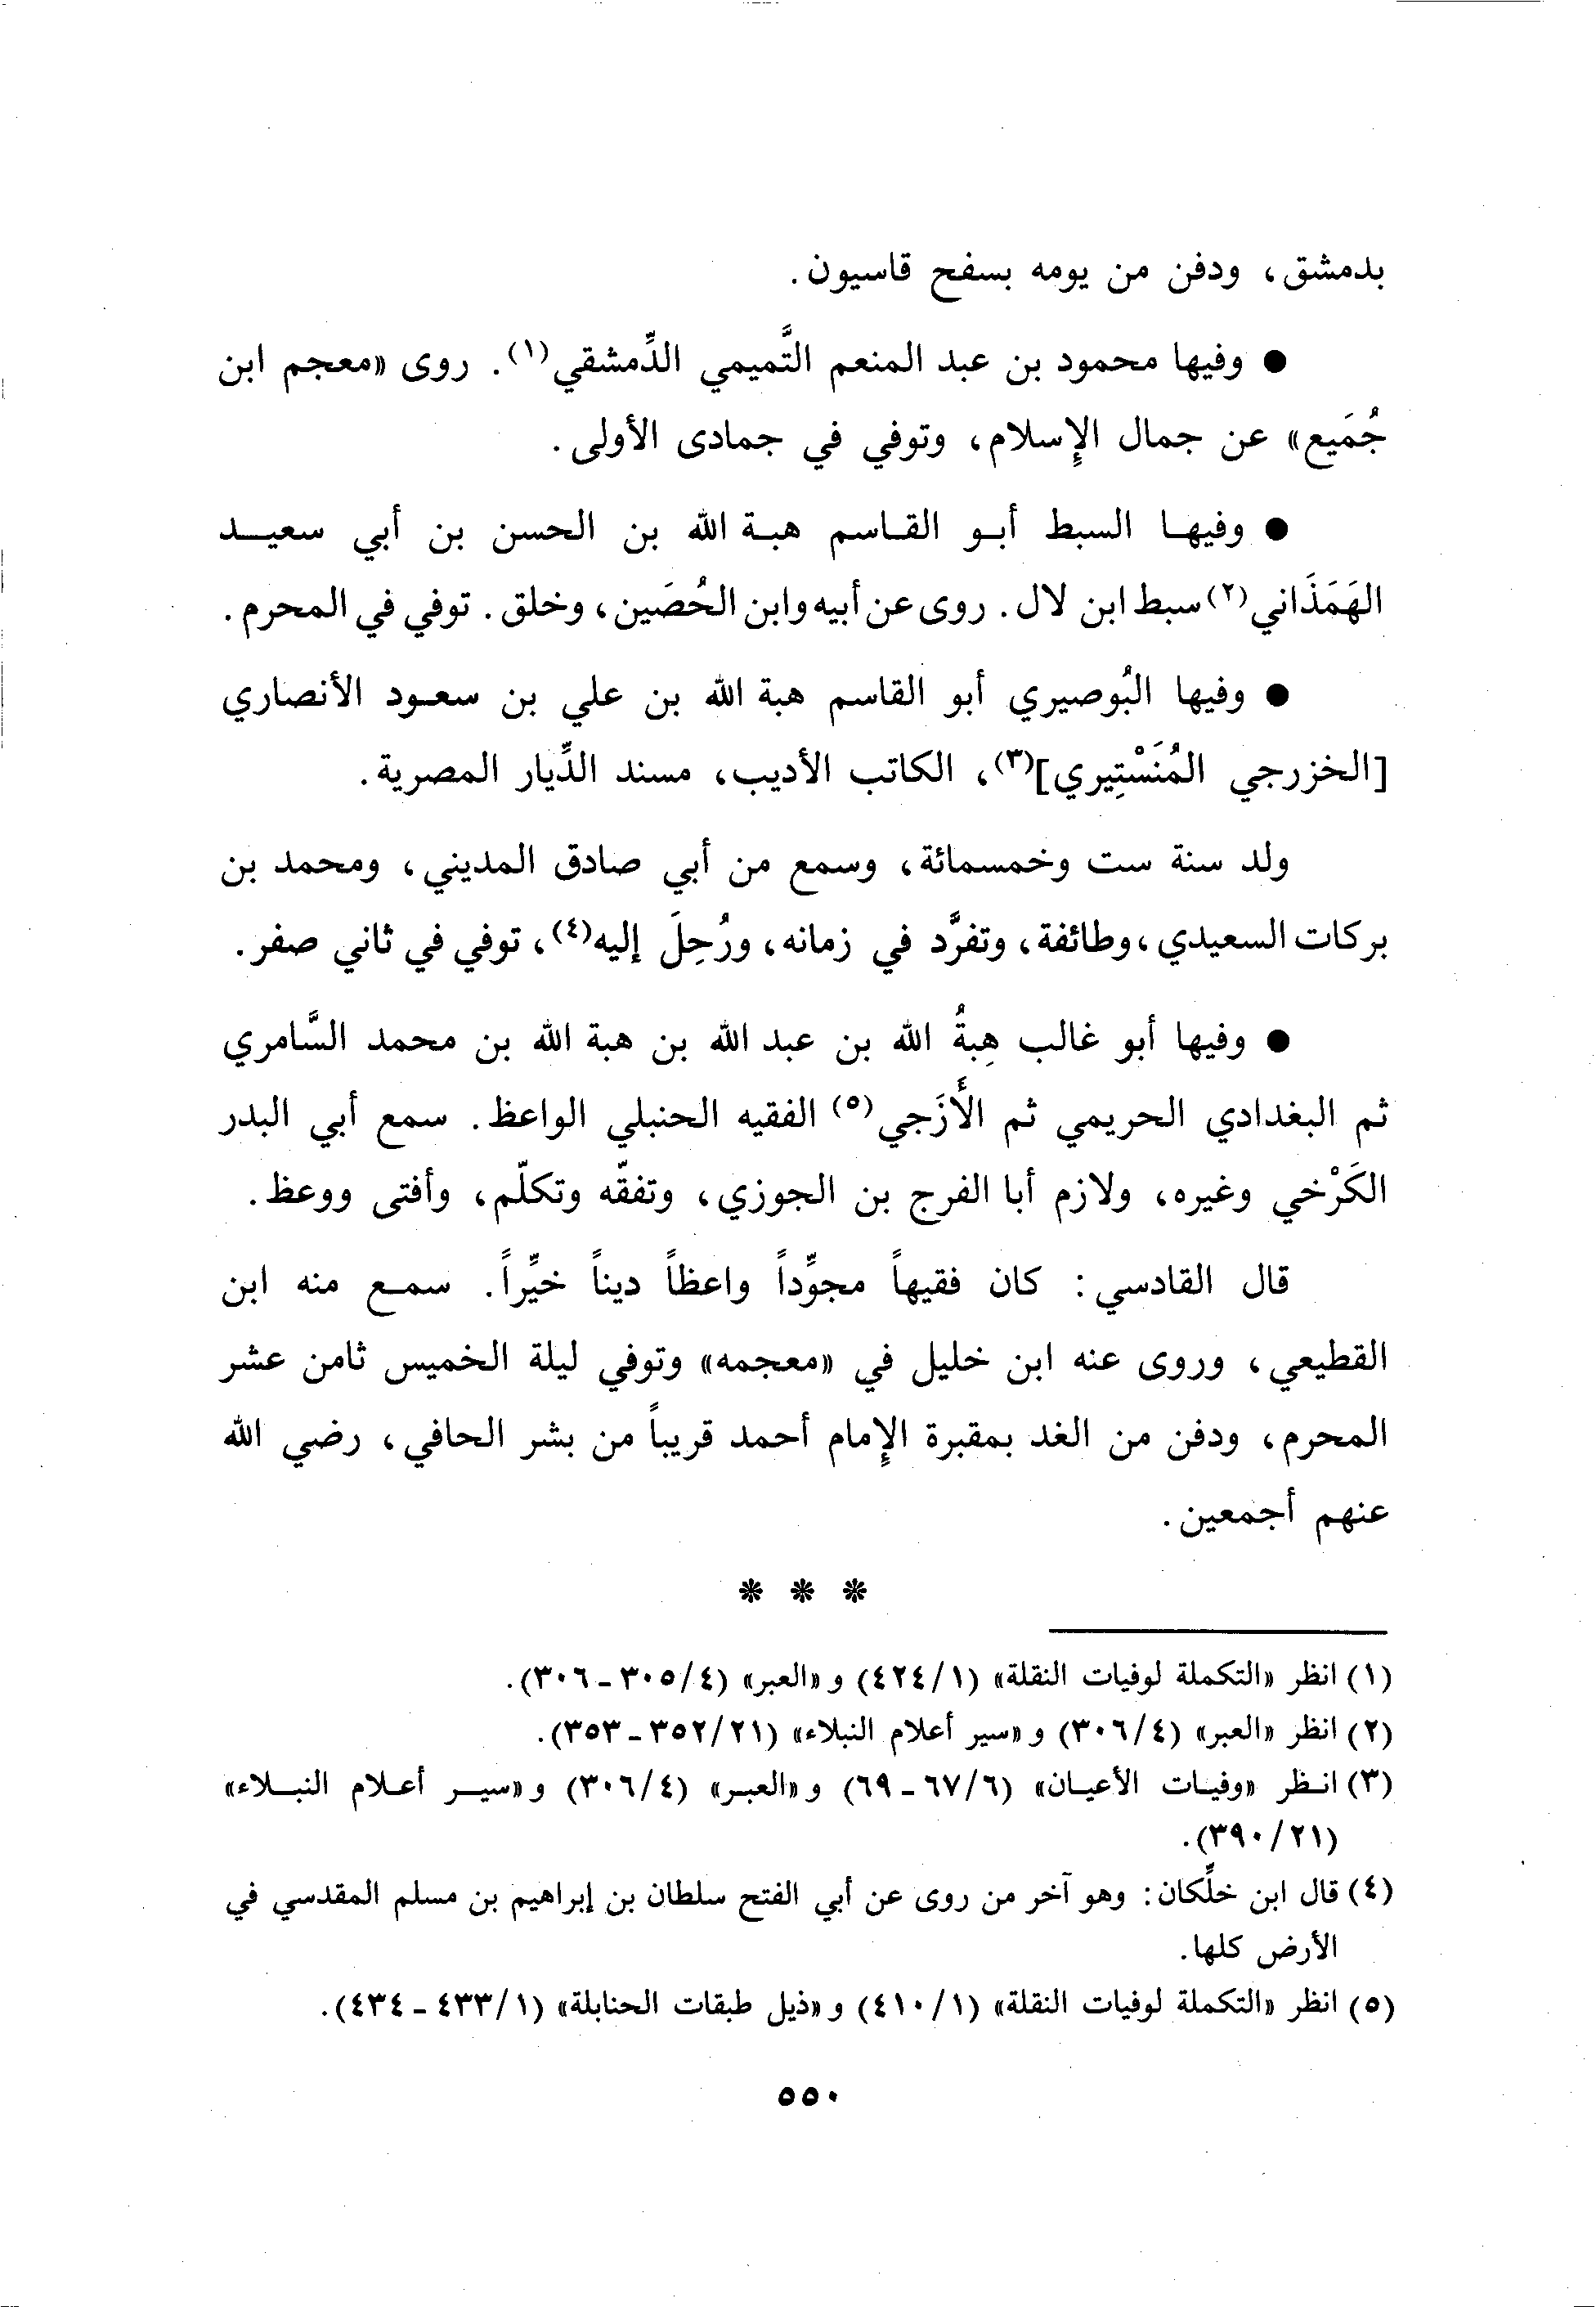 بدمشق، ودفن من يومه بسفح قاسيون.
● وفيها محمود بن عبد المنعم التَّميمي الدِّمشقي(١). روى «معجم ابن
جُمَيع» عن جمال الإِسلام، وتوفي في جمادى الأولى.
● وفيها السبط أبو القاسم هبة الله بن الحسن بن أبي سعيد
الهَمَذَاني(٢) سبط ابن لال. روى عن أبيه وابن الحُصَين، وخلق. توفي في المحرم.
● وفيها البُوصيري أبو القاسم هبة الله بن علي بن سعود الأنصاري
[الخزرجي المُنَسْتِيري](٣)، الكاتب الأديب، مسند الدِّيار المصرية.
ولد سنة ست وخمسمائة، وسمع من أبي صادق المديني، ومحمد بن
بركات السعيدي، وطائفة، وتفرَّد في زمانه، ورُحِلَ إليه(٤)، توفي في ثاني صفر.
● وفيها أبو غالب هِبةُ الله بن عبد الله بن هبة الله بن محمد السَّامري
ثم البغدادي الحريمي ثم الأَزَجي(٥) الفقيه الحنبلي الواعظ. سمع أبي البدر
الكَرْخي وغيره، ولازم أبا الفرج بن الجوزي، وتفقّه وتكلّم، وأفتى ووعظ.
قال القادسي: كان فقيهاً مجوِّداً واعظاً ديناً خيِّراً. سمع منه ابن
القطيعي، وروى عنه ابن خليل في «معجمه» وتوفي ليلة الخميس ثامن عشر
المحرم، ودفن من الغد بمقبرة الإِمام أحمد قريباً من بشر الحافي، رضي الله
عنهم أجمعين.
* * *
(١) انظر «التكملة لوفيات النقلة» (٤٢٤/١) و«العبر» (٣٠٥/٤ - ٣٠٦).
(٢) انظر «العبر» (٣٠٦/٤) و«سير أعلام النبلاء» (٣٥٢/٢١ - ٣٥٣).
(٣) انظر «وفيات الأعيان» (٦٧/٦ - ٦٩) و«العبر» (٣٠٦/٤) و«سير أعلام النبلاء»
(٣٩٠/٢١).
(٤) قال ابن خلِّكان: وهو آخر من روى عن أبي الفتح سلطان بن إبراهيم بن مسلم المقدسي في
الأرض كلها.
(٥) انظر «التكملة لوفيات النقلة» (٤١٠/١) و«ذيل طبقات الحنابلة» (٤٣٣/١ - ٤٣٤).
٥٥٠